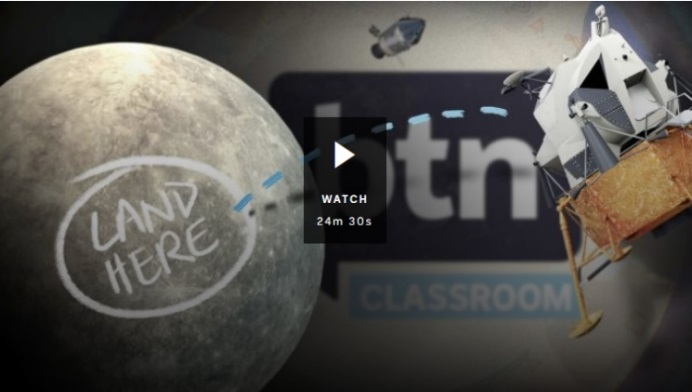 LAND
HERE
btn
CLASSROOM
WATCH
24m 30s